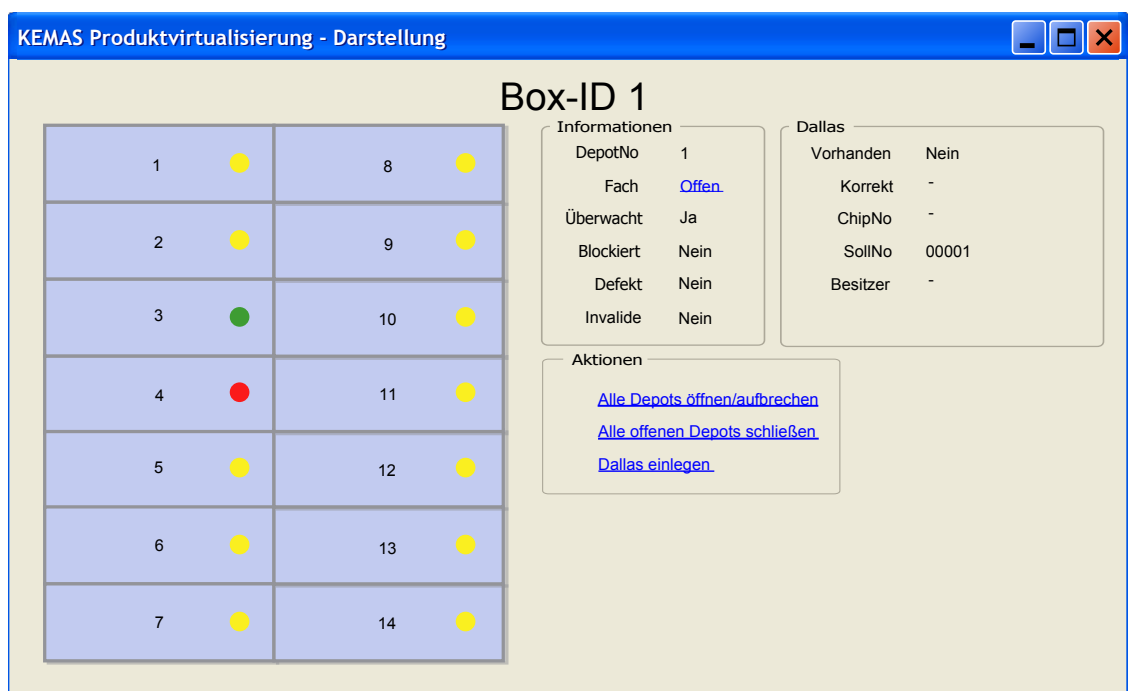 KEMAS Produktvirtualisierung - Darstellung
Box-ID 1
1
8
2
9
3
10
4
11
5
12
6
13
7
14
Informationen
DepotNo 1
Fach Offen
Überwacht Ja
Blockiert Nein
Defekt Nein
Invalide Nein
Dallas
Vorhanden Nein
Korrekt -
ChipNo -
SollNo 00001
Besitzer -
Aktionen
Alle Depots öffnen/aufbrechen
Alle offenen Depots schließen
Dallas einlegen